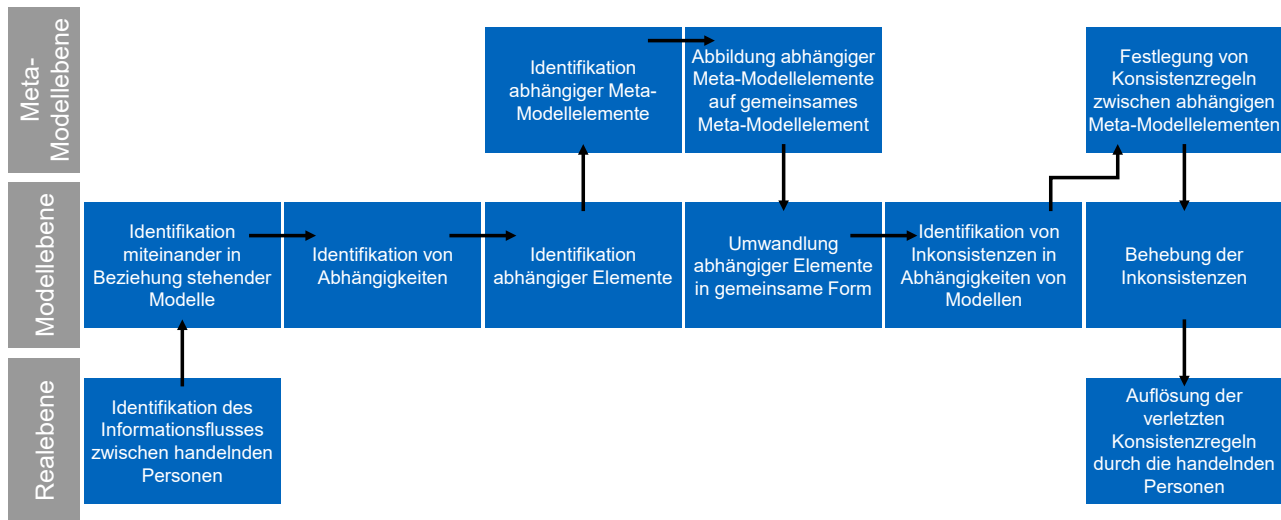 Meta-
Modellebene
Identifikation
abhängiger Meta-
Modellelemente
Abbildung abhängiger
Meta-Modellelemente
auf gemeinsames
Meta-Modellelement
Festlegung von
Konsistenzregeln
zwischen abhängigen
Meta-Modellelementen
Modellebene
Identifikation
miteinander in
Beziehung stehender
Modelle
Identifikation von
Abhängigkeiten
Identifikation
abhängiger Elemente
Umwandlung
abhängiger Elemente
in gemeinsame Form
Identifikation von
Inkonsistenzen in
Abhängigkeiten von
Modellen
Behebung der
Inkonsistenzen
Realebene
Identifikation des
Informationsflusses
zwischen handelnden
Personen
Auflösung der
verletzten
Konsistenzregeln
durch die handelnden
Personen